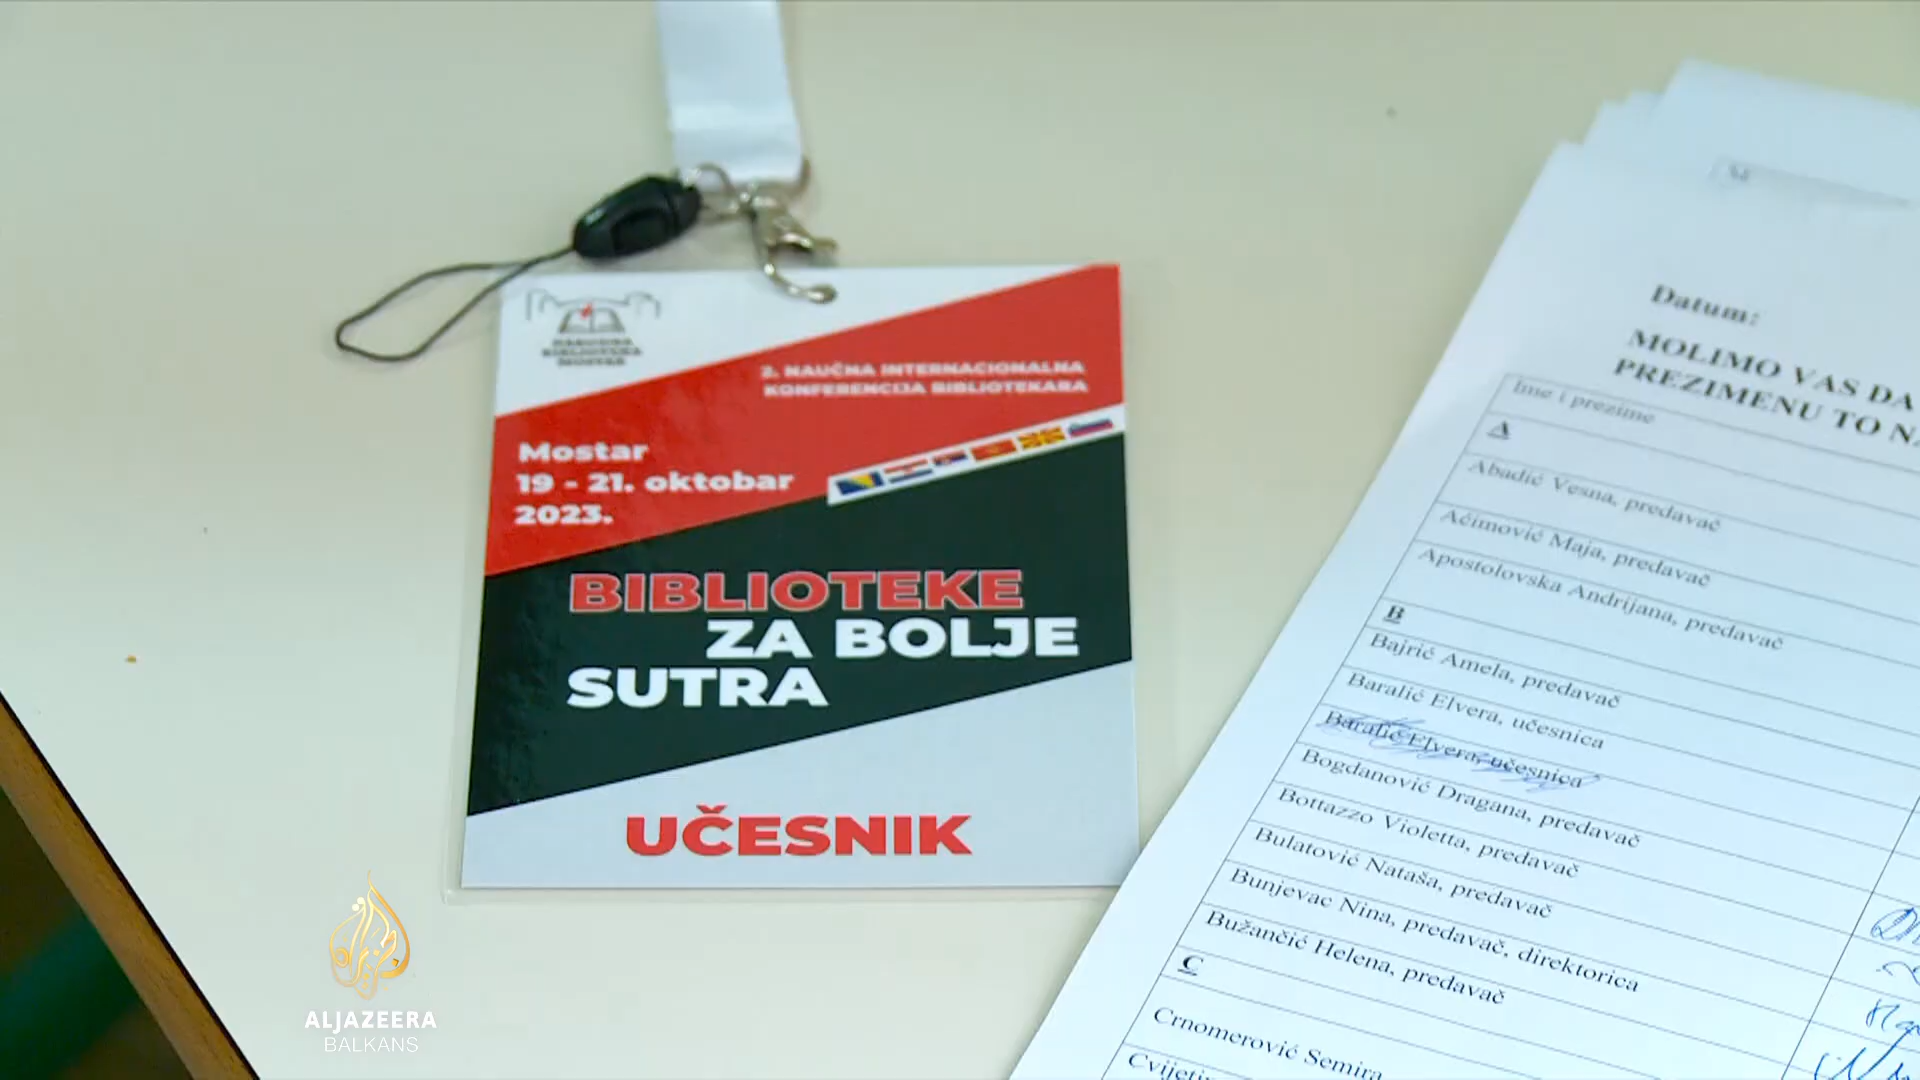 NARODNA
BIBLIOTEKA
MOSTAR
2. NAUČNA INTERNACIONALNA
KONFERENCIJA BIBLIOTEKARA
Mostar
19 - 21. oktobar
2023.
BIBLIOTEKE
ZA BOLJE
SUTRA
UČESNIK
Datum:
MOLIMO VAS DA
PREZIMENU TO
Ime i prezime
A
Abadić Vesna, predavač
Aćimović Maja, predavač
Apostolovska Andrijana, predavač
B
Bajrić Amela, predavač
Baralić Elvera, učesnica
Baralić Elvera, učesnica
Bogdanović Dragana, predavač
Bottazzo Violetta, predavač
Bulatović Nataša, predavač
Bunjevac Nina, predavač, direktorica
Bužančić Helena, predavač
C
Crnomerović Semira
ALJAZEERA
BALKANS